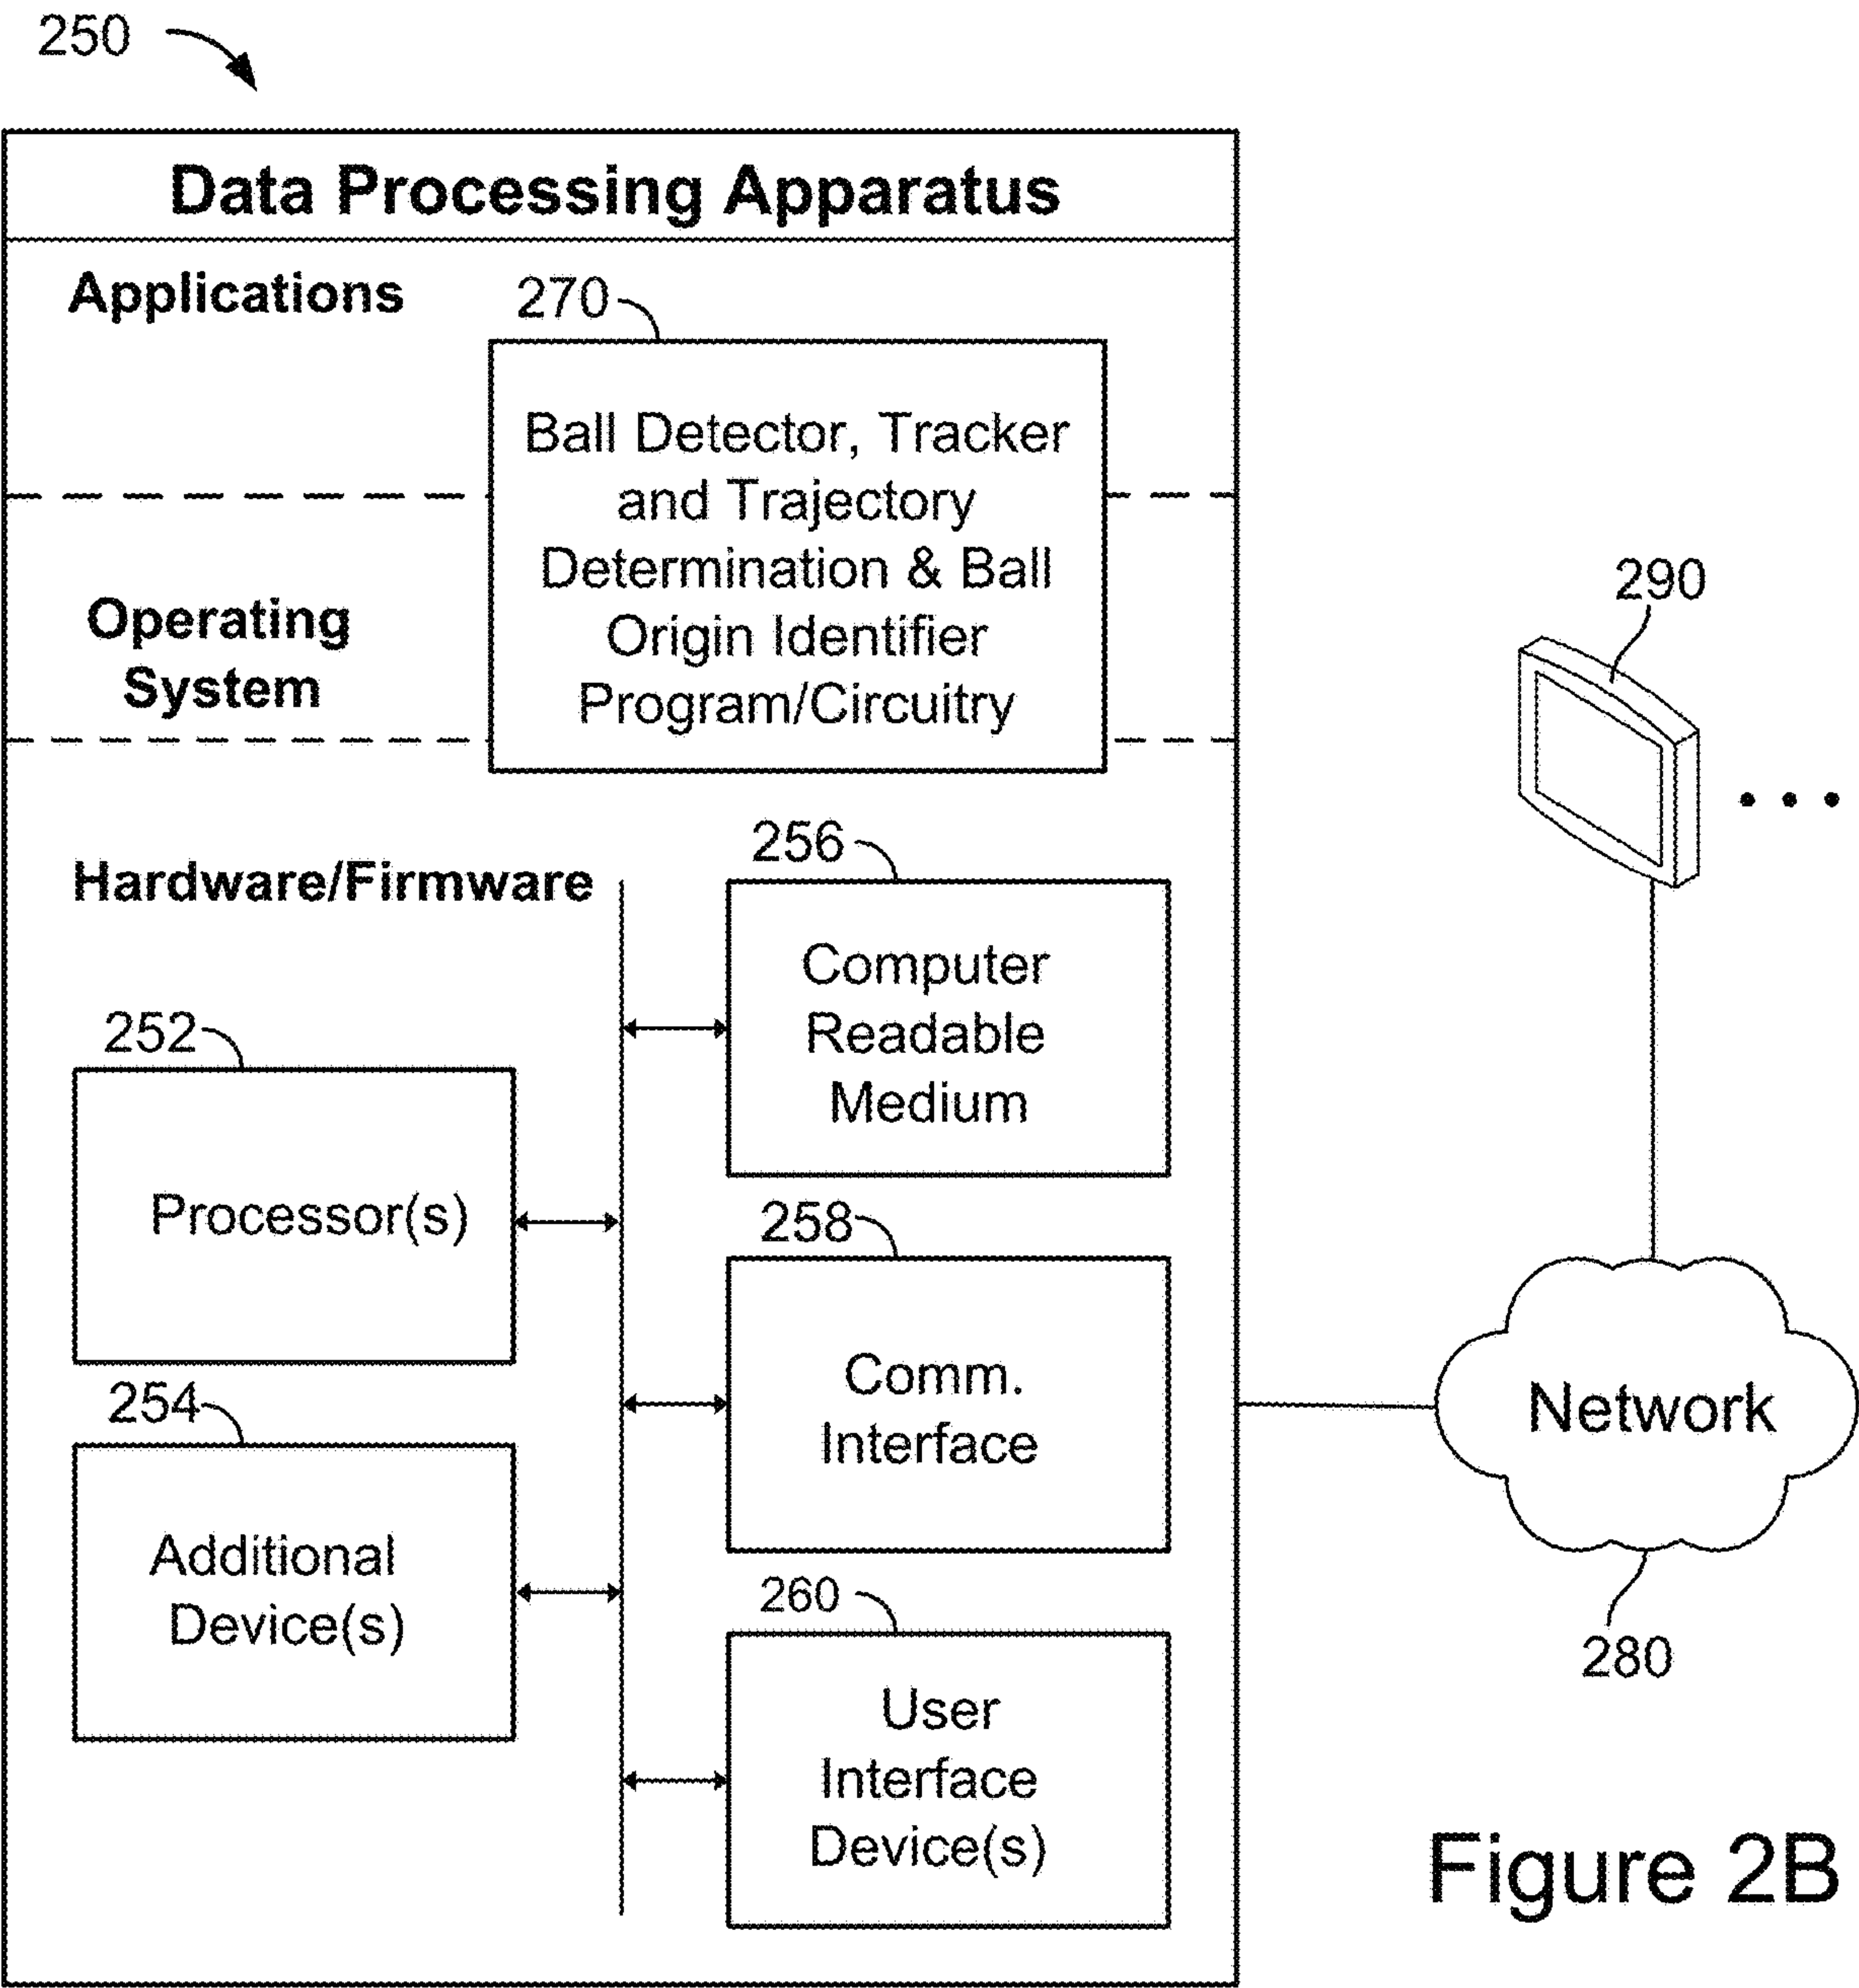 250
Data Processing Apparatus
Applications
270
Ball Detector, Tracker
and Trajectory
Determination & Ball
Origin Identifier
Program/Circuitry
Operating
System
290
Hardware/Firmware
256
Computer
Readable
Medium
252
Processor(s)
258
Comm.
Interface
254
Additional
Device(s)
260
User
Interface
Device(s)
Network
280
Figure 2B